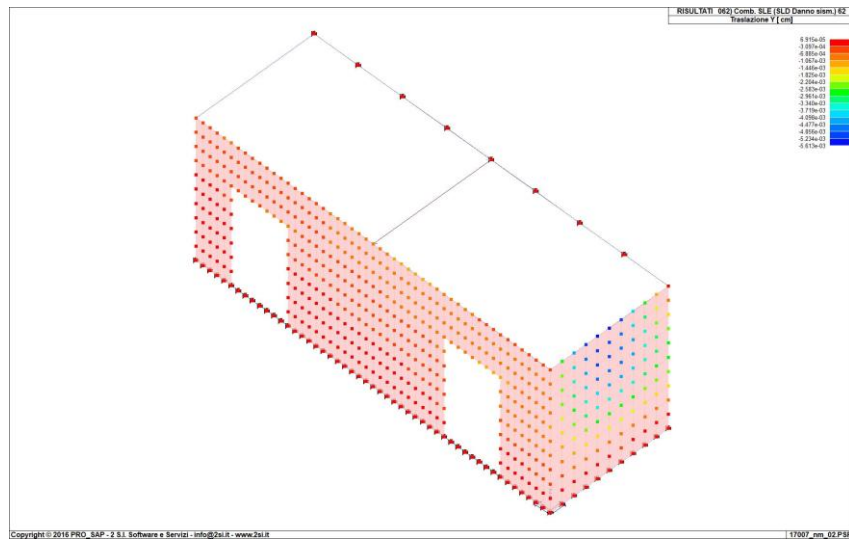 RISULTATI 062) Comb. SLE (SLD Danno sism.) 62
Traslazione Y [ cm]
6.915e-05
-3.097e-04
-6.885e-04
-1.067e-03
-1.446e-03
-1.825e-03
-2.204e-03
-2.583e-03
-2.961e-03
-3.340e-03
-3.719e-03
-4.098e-03
-4.477e-03
-4.856e-03
-5.234e-03
-5.613e-03
Copyright © 2016 PRO_SAP - 2 S.I. Software e Servizi - info@2si.it - www.2si.it
17007_nm_02.PSP